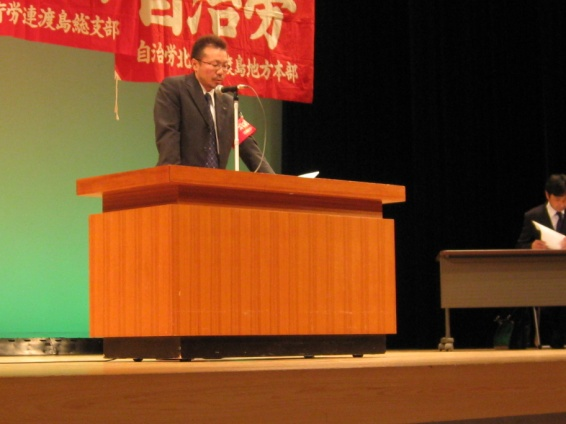 自治労
庁労連渡島総支部
自治労北 渡島地方本部